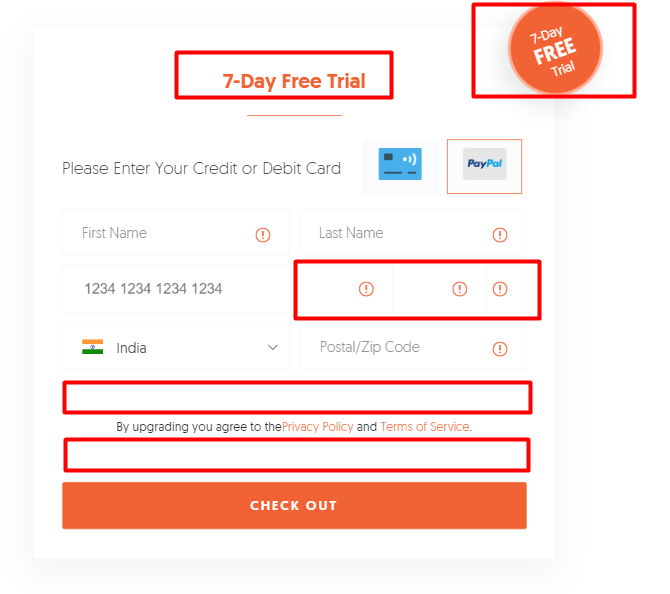 7-Day
FREE
Trial
7-Day Free Trial
Please Enter Your Credit or Debit Card
PayPal
First Name
Last Name
1234 1234 1234 1234
India
Postal/Zip Code
By upgrading you agree to thePrivacy Policy and Terms of Service.
CHECK OUT